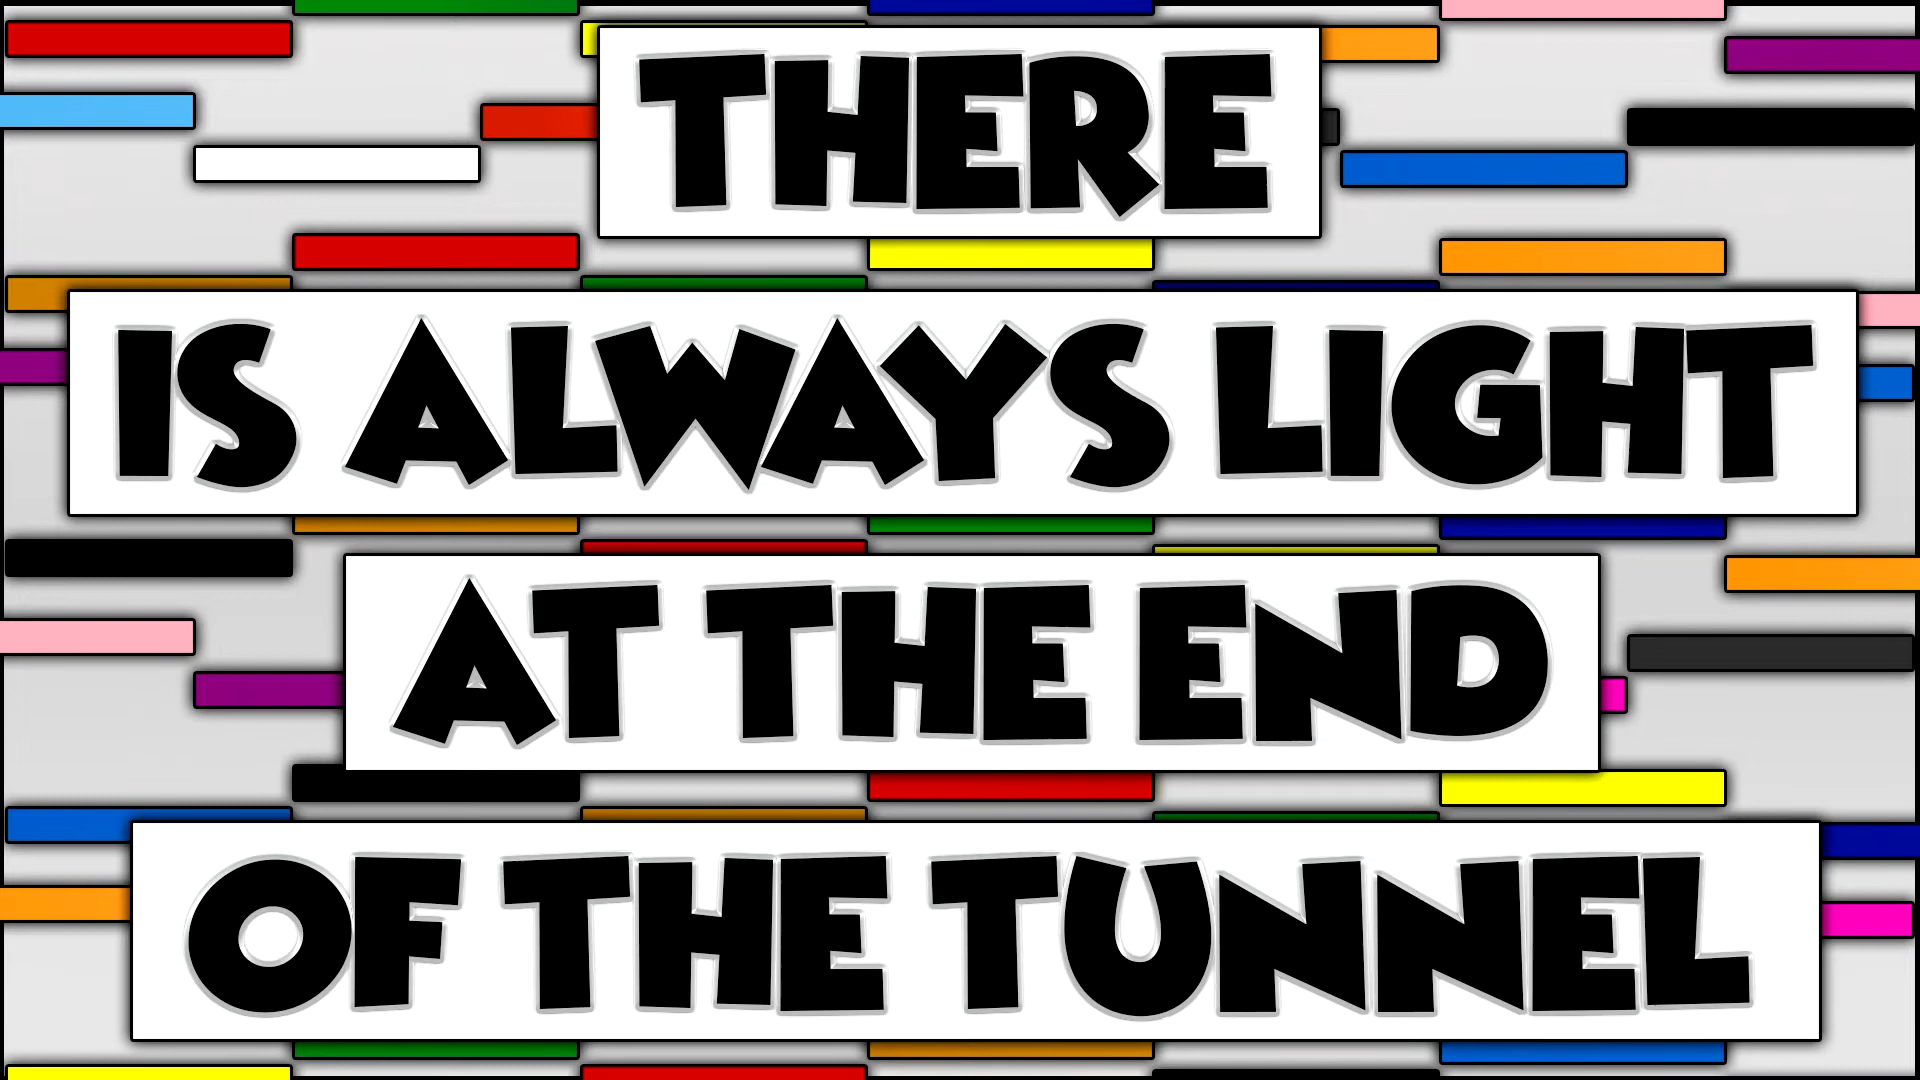 THERE
IS ALWAYS LIGHT
AT THE END
OF THE TUNNEL